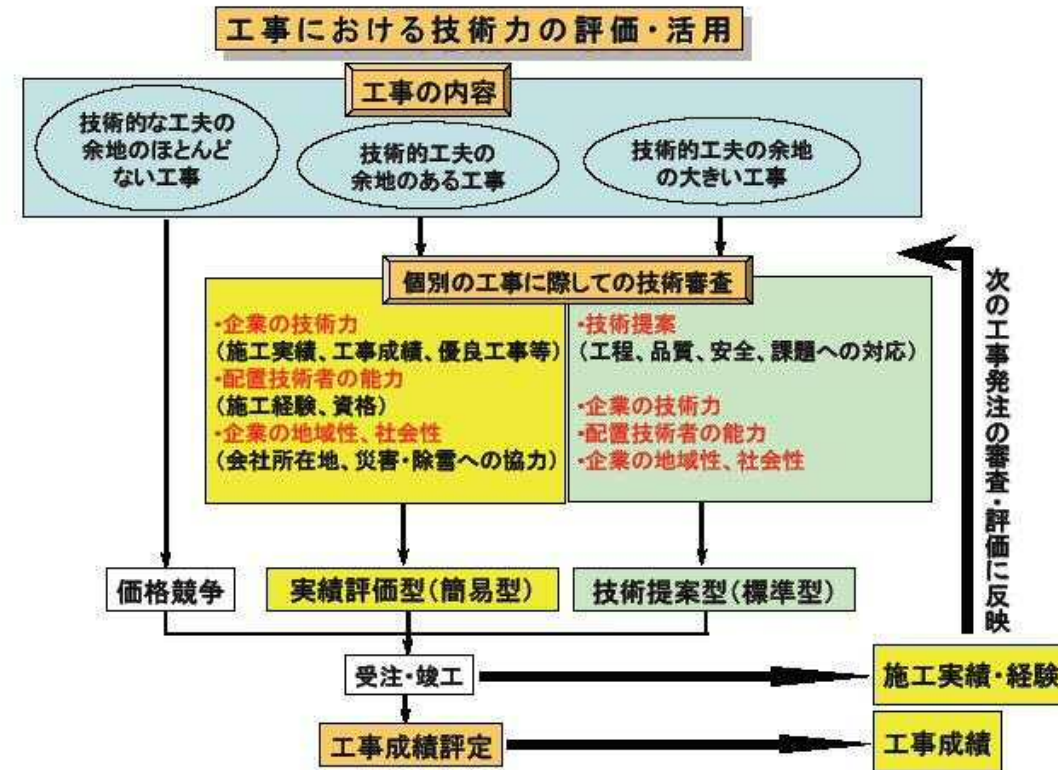 工事における技術力の評価・活用
工事の内容
技術的な工夫の
余地のほとんど
ない工事
技術的工夫の
余地のある工事
技術的工夫の余地
の大きい工事
個別の工事に際しての技術審査
・企業の技術力
(施工実績、工事成績、優良工事等)
・配置技術者の能力
(施工経験、資格)
・企業の地域性、社会性
(会社所在地、災害・除雪への協力)
・技術提案
(工程、品質、安全、課題への対応)
・企業の技術力
・配置技術者の能力
・企業の地域性、社会性
次の工事発注の審査・評価に反映
価格競争
実績評価型(簡易型)
技術提案型(標準型)
受注・竣工
施工実績・経験
工事成績評定
工事成績